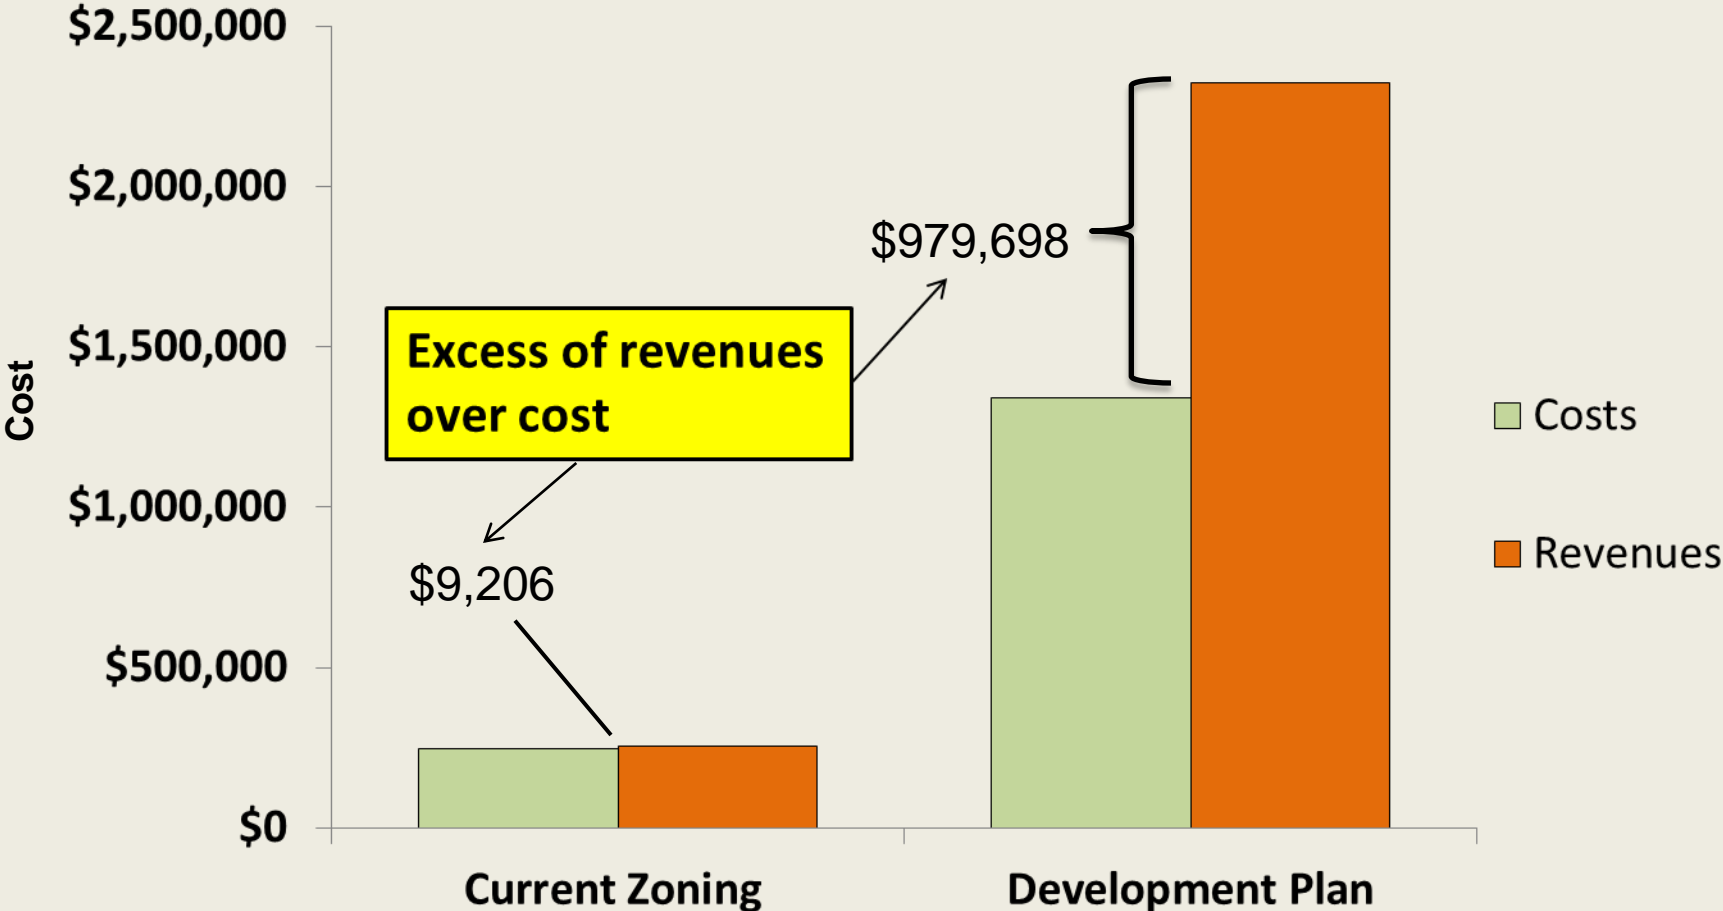 $2,500,000
$2,000,000
$1,500,000
$1,000,000
$500,000
$0
Cost
$979,698
Excess of revenues
over cost
$9,206
Costs
Revenues
Current Zoning
Development Plan